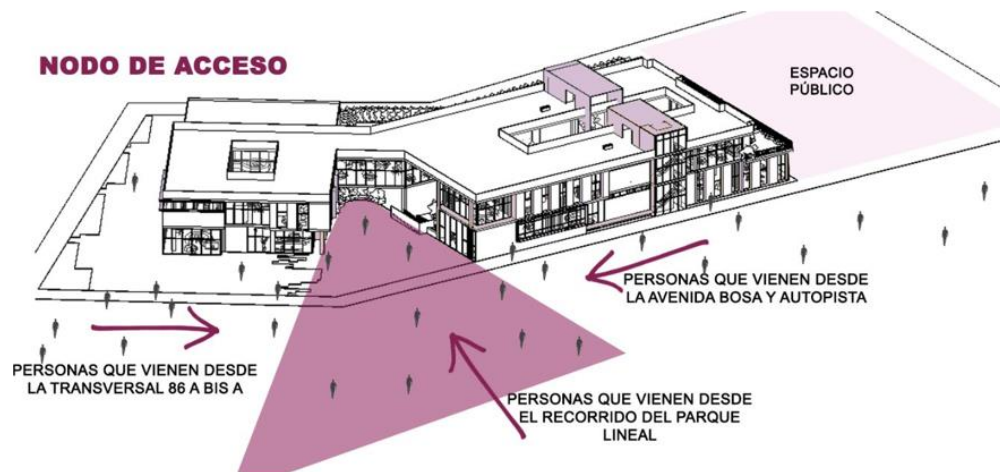 NODO DE ACCESO
ESPACIO
PÚBLICO
PERSONAS QUE VIENEN DESDE
LA AVENIDA BOSA Y AUTOPISTA
PERSONAS QUE VIENEN DESDE
LA TRANSVERSAL 86 A BIS A
PERSONAS QUE VIENEN DESDE
EL RECORRIDO DEL PARQUE
LINEAL